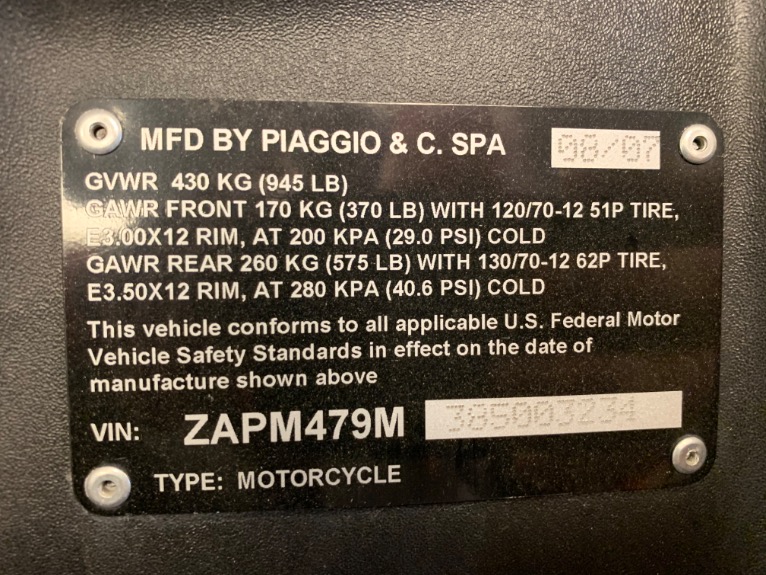 MFD BY PIAGGIO & C. SPA 08/07
GVWR 430 KG (945 LB)
GAWR FRONT 170 KG (370 LB) WITH 120/70-12 51P TIRE,
E3.00X12 RIM, AT 200 KPA (29.0 PSI) COLD
GAWR REAR 260 KG (575 LB) WITH 130/70-12 62P TIRE,
E3.50X12 RIM, AT 280 KPA (40.6 PSI) COLD
This vehicle conforms to all applicable U.S. Federal Motor
Vehicle Safety Standards in effect on the date of
manufacture shown above
VIN: ZAPM479M 385003234
TYPE: MOTORCYCLE